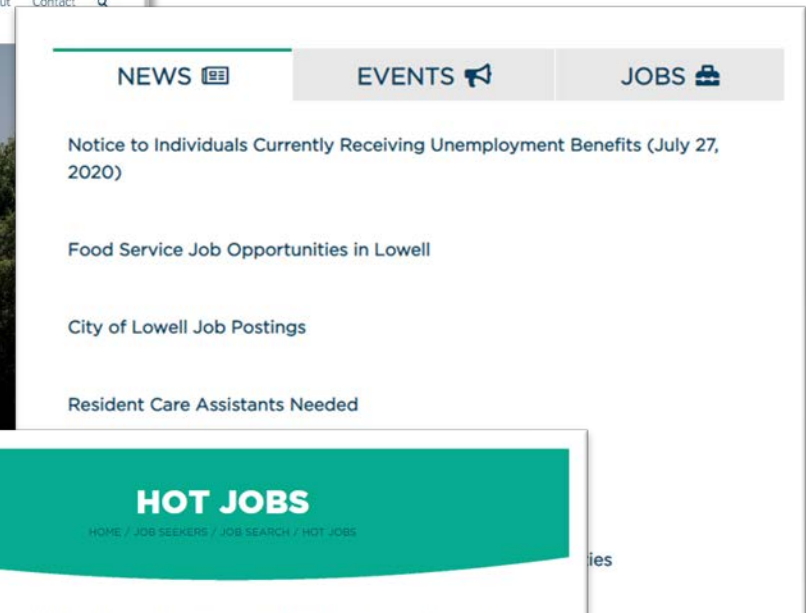 Contact
NEWS
EVENTS
JOBS
Notice to Individuals Currently Receiving Unemployment Benefits (July 27,
2020)
Food Service Job Opportunities in Lowell
City of Lowell Job Postings
Resident Care Assistants Needed
HOT JOBS
HOME / JOB SEEKERS / JOB SEARCH / HOT JOBS
ies